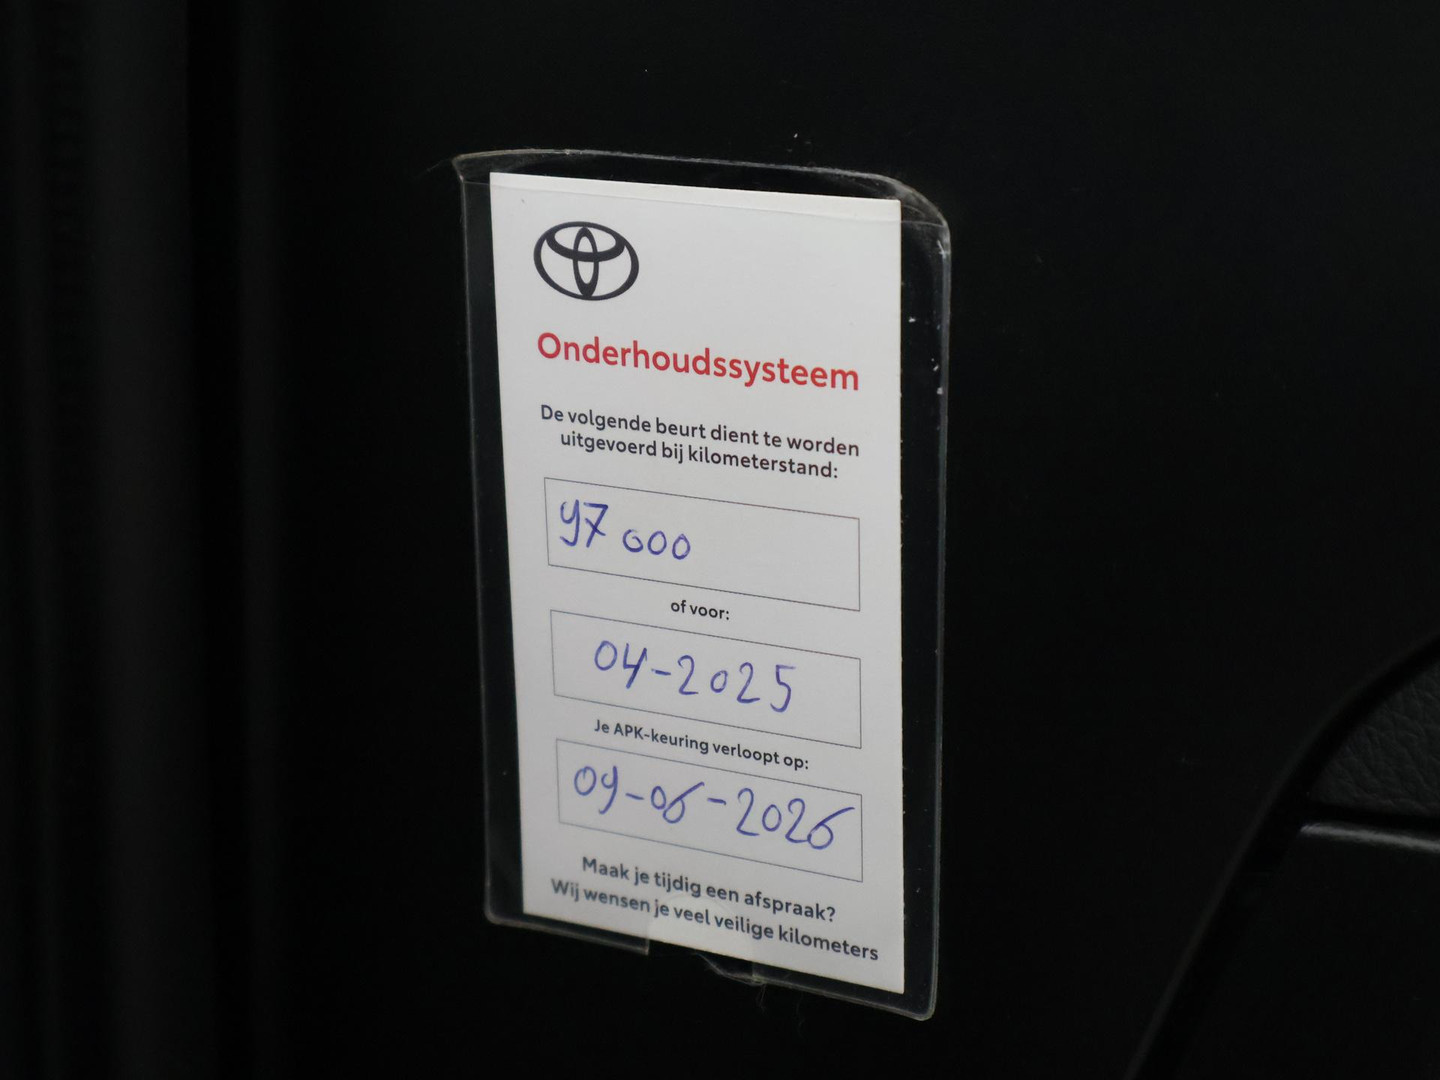 Onderhoudssysteem
De volgende beurt dient te worden
uitgevoerd bij kilometerstand:
97 000
of voor:
04-2025
Je APK-keuring verloopt op:
09-06-2026
Maak je tijdig een afspraak?
Wij wensen je veel veilige kilometers